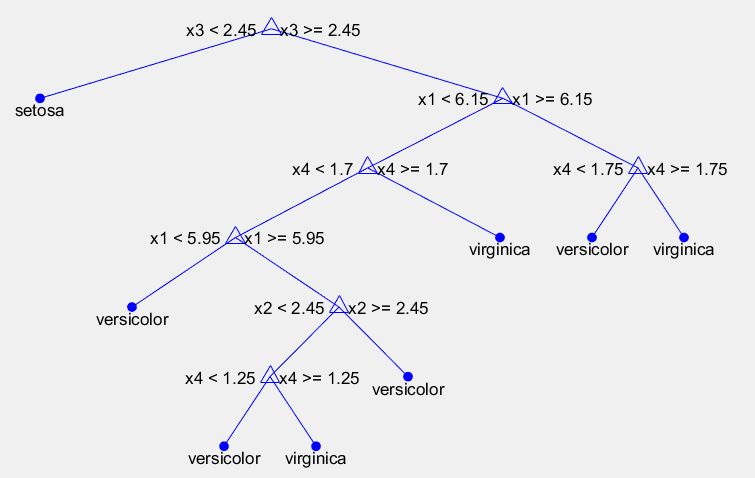 x3 < 2.45 x3 >= 2.45
setosa
x1 < 6.15 x1 >= 6.15
x4 < 1.7 x4 >= 1.7
x4 < 1.75 x4 >= 1.75
x1 < 5.95 x1 >= 5.95
virginica
versicolor
virginica
versicolor
x2 < 2.45 x2 >= 2.45
x4 < 1.25 x4 >= 1.25
versicolor
versicolor
virginica